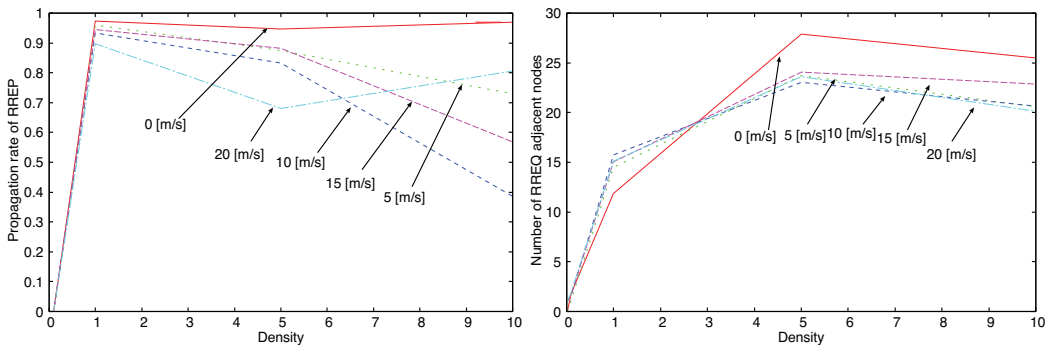 Propagation rate of RREP
1
0.9
0.8
0.7
0.6
0.5
0.4
0.3
0.2
0.1
0
0 [m/s]
20 [m/s]
10 [m/s]
15 [m/s]
5 [m/s]
0 1 2 3 4 5 6 7 8 9 10
Density
Number of RREQ adjacent nodes
30
25
20
15
10
5
0
0 [m/s]
5 [m/s]
10 [m/s]
15 [m/s]
20 [m/s]
0 1 2 3 4 5 6 7 8 9 10
Density